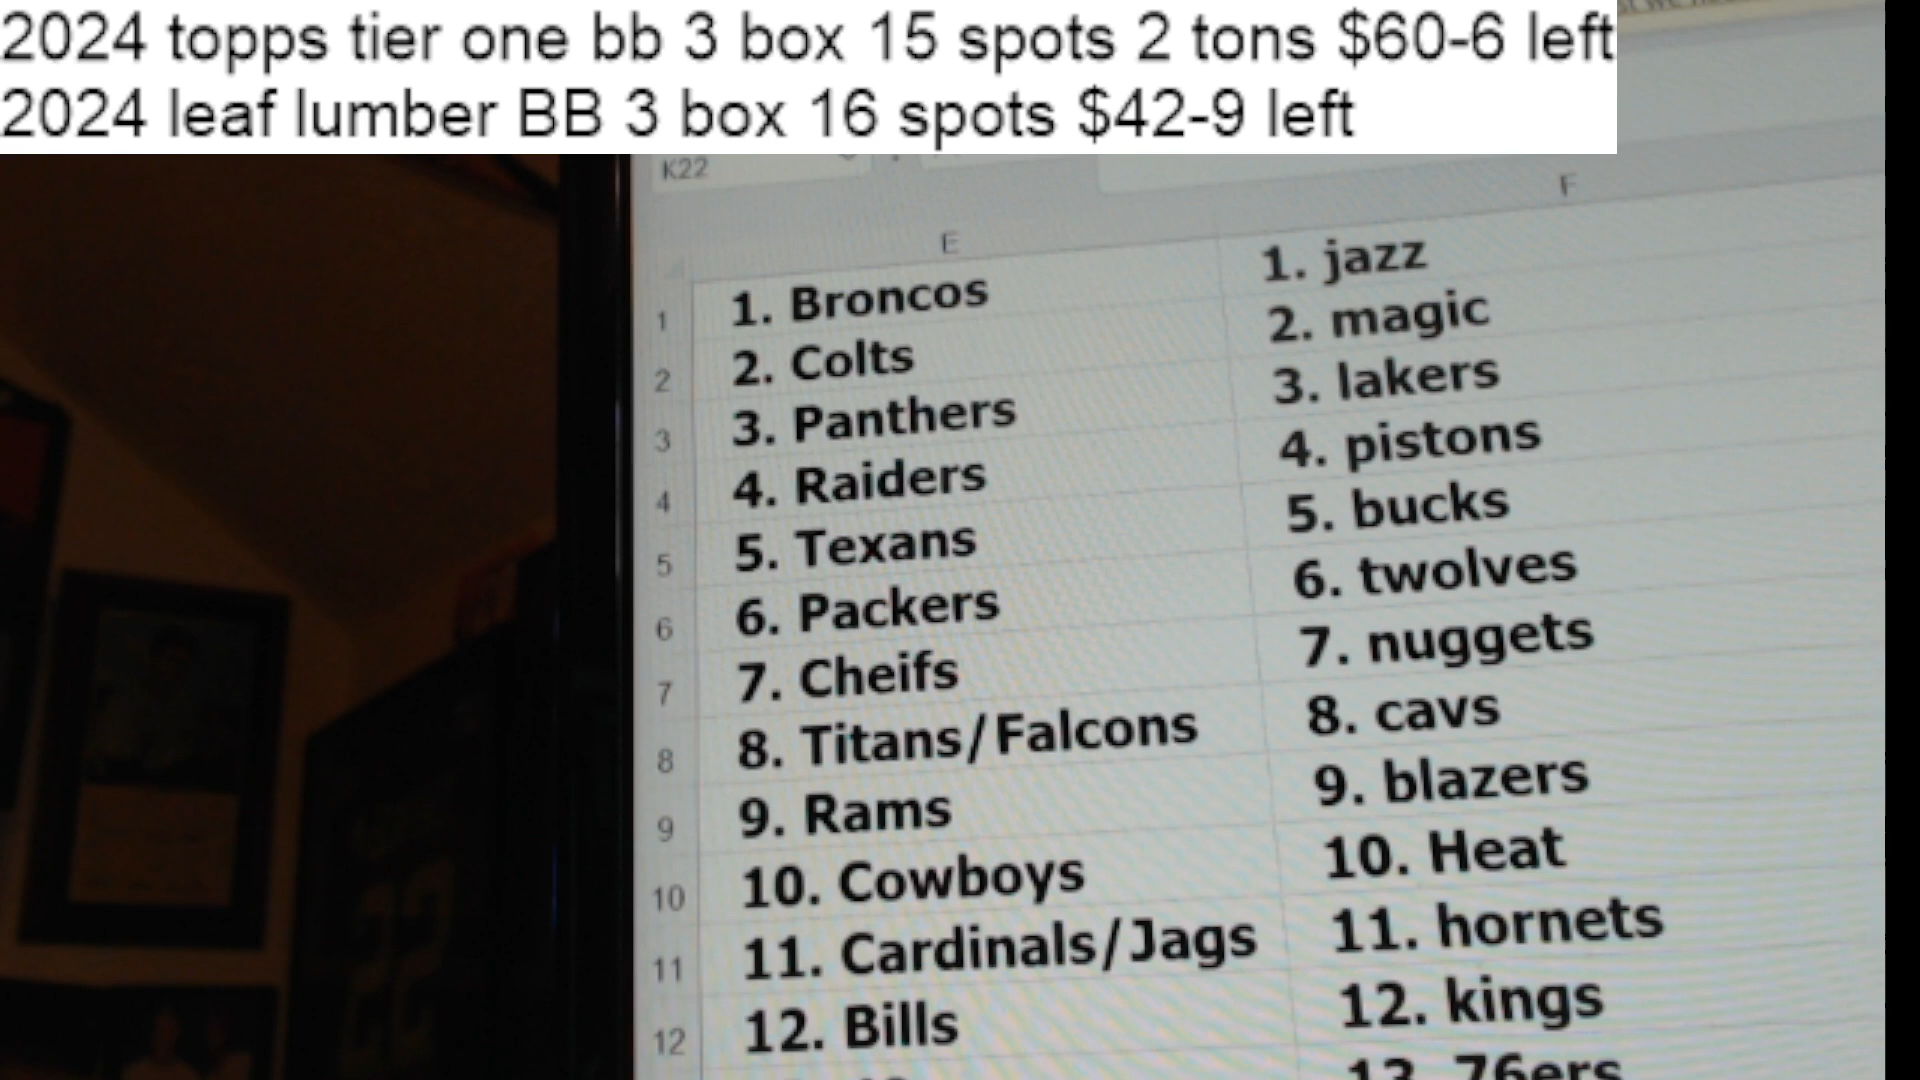 2024 topps tier one bb 3 box 15 spots 2 tons $60-6 left
2024 leaf lumber BB 3 box 16 spots $42-9 left
K22
E F
1 1. Broncos 1. jazz
2 2. Colts 2. magic
3 3. Panthers 3. lakers
4 4. Raiders 4. pistons
5 5. Texans 5. bucks
6 6. Packers 6. twolves
7 7. Cheifs 7. nuggets
8 8. Titans/Falcons 8. cavs
9 9. Rams 9. blazers
10 10. Cowboys 10. Heat
11 11. Cardinals/Jags 11. hornets
12 12. Bills 12. kings
13. 76ers